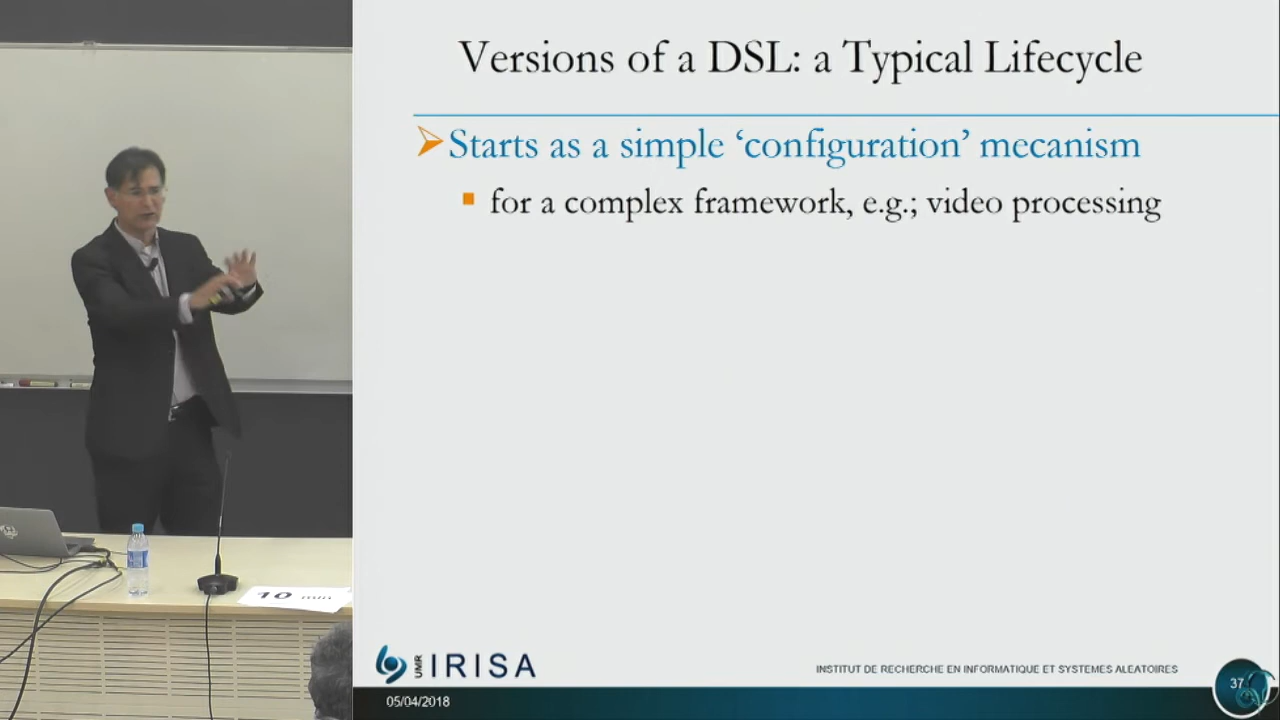 Versions of a DSL: a Typical Lifecycle
Starts as a simple ‘configuration’ mecanism
for a complex framework, e.g.; video processing
10 min
UMR IRISA
INSTITUT DE RECHERCHE EN INFORMATIQUE ET SYSTEMES ALEATOIRES
05/04/2018
37